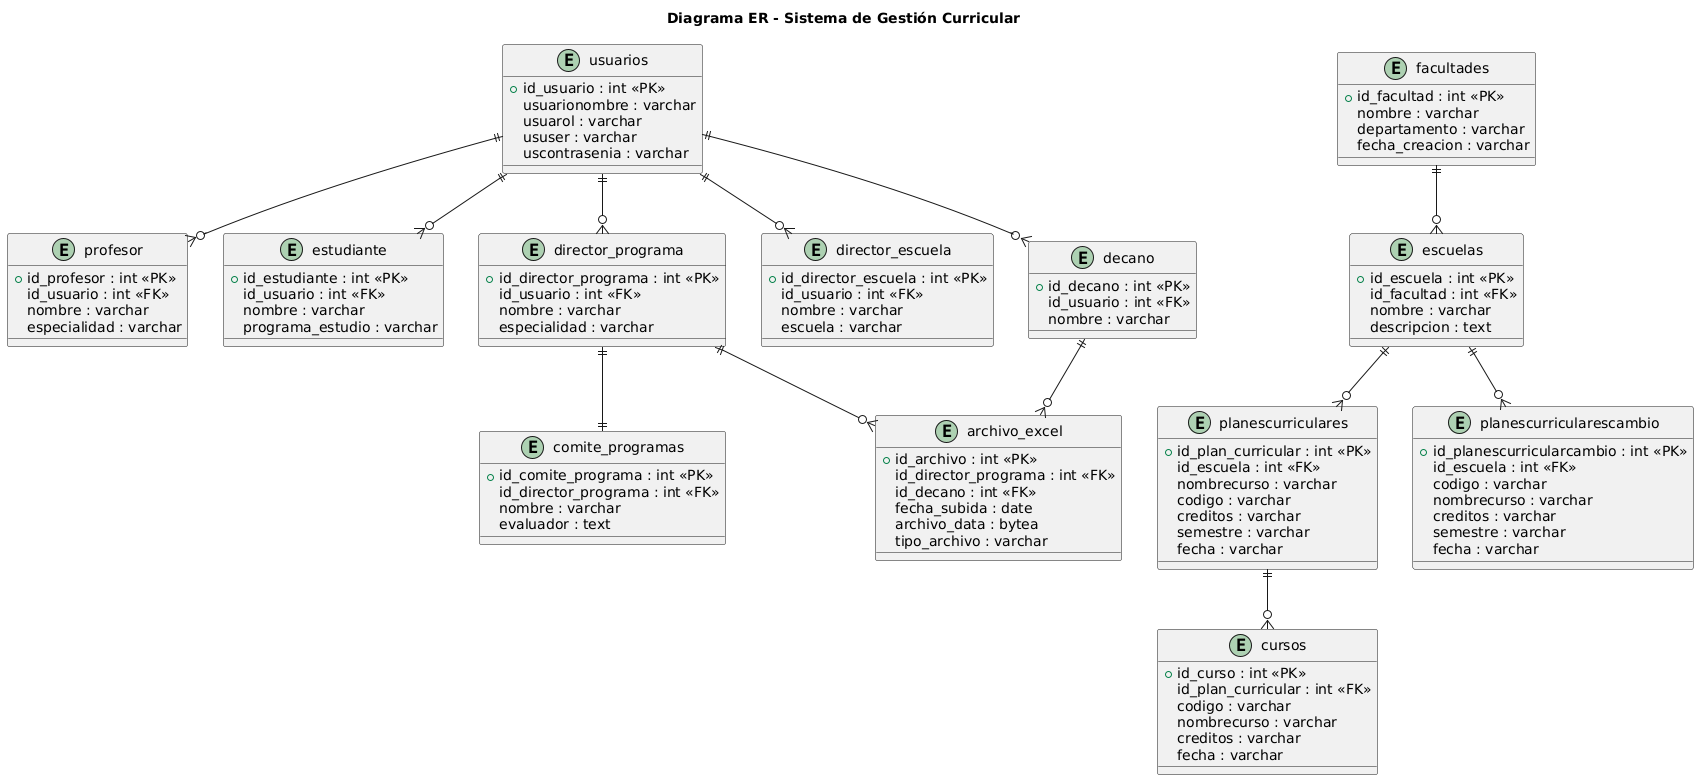 Diagrama ER - Sistema de Gestión Curricular
E usuarios
id_usuario : int «PK»
usuarionombre : varchar
usuarol : varchar
ususer : varchar
uscontrasenia : varchar
E facultades
id_facultad : int «PK»
nombre : varchar
departamento : varchar
fecha_creacion : varchar
E profesor
id_profesor : int «PK»
id_usuario : int «FK»
nombre : varchar
especialidad : varchar
E estudiante
id_estudiante : int «PK»
id_usuario : int «FK»
nombre : varchar
programa_estudio : varchar
E director_programa
id_director_programa : int «PK»
id_usuario : int «FK»
nombre : varchar
especialidad : varchar
E director_escuela
id_director_escuela : int «PK»
id_usuario : int «FK»
nombre : varchar
escuela : varchar
E decano
id_decano : int «PK»
id_usuario : int «FK»
nombre : varchar
E escuelas
id_escuela : int «PK»
id_facultad : int «FK»
nombre : varchar
descripcion : text
E comite_programas
id_comite_programa : int «PK»
id_director_programa : int «FK»
nombre : varchar
evaluador : text
E archivo_excel
id_archivo : int «PK»
id_director_programa : int «FK»
id_decano : int «FK»
fecha_subida : date
archivo_data : bytea
tipo_archivo : varchar
E planescurriculares
id_plan_curricular : int «PK»
id_escuela : int «FK»
nombrecurso : varchar
codigo : varchar
creditos : varchar
semestre : varchar
fecha : varchar
E planescurricularescambio
id_planescurricularcambio : int «PK»
id_escuela : int «FK»
codigo : varchar
nombrecurso : varchar
creditos : varchar
semestre : varchar
fecha : varchar
E cursos
id_curso : int «PK»
id_plan_curricular : int «FK»
codigo : varchar
nombrecurso : varchar
creditos : varchar
fecha : varchar